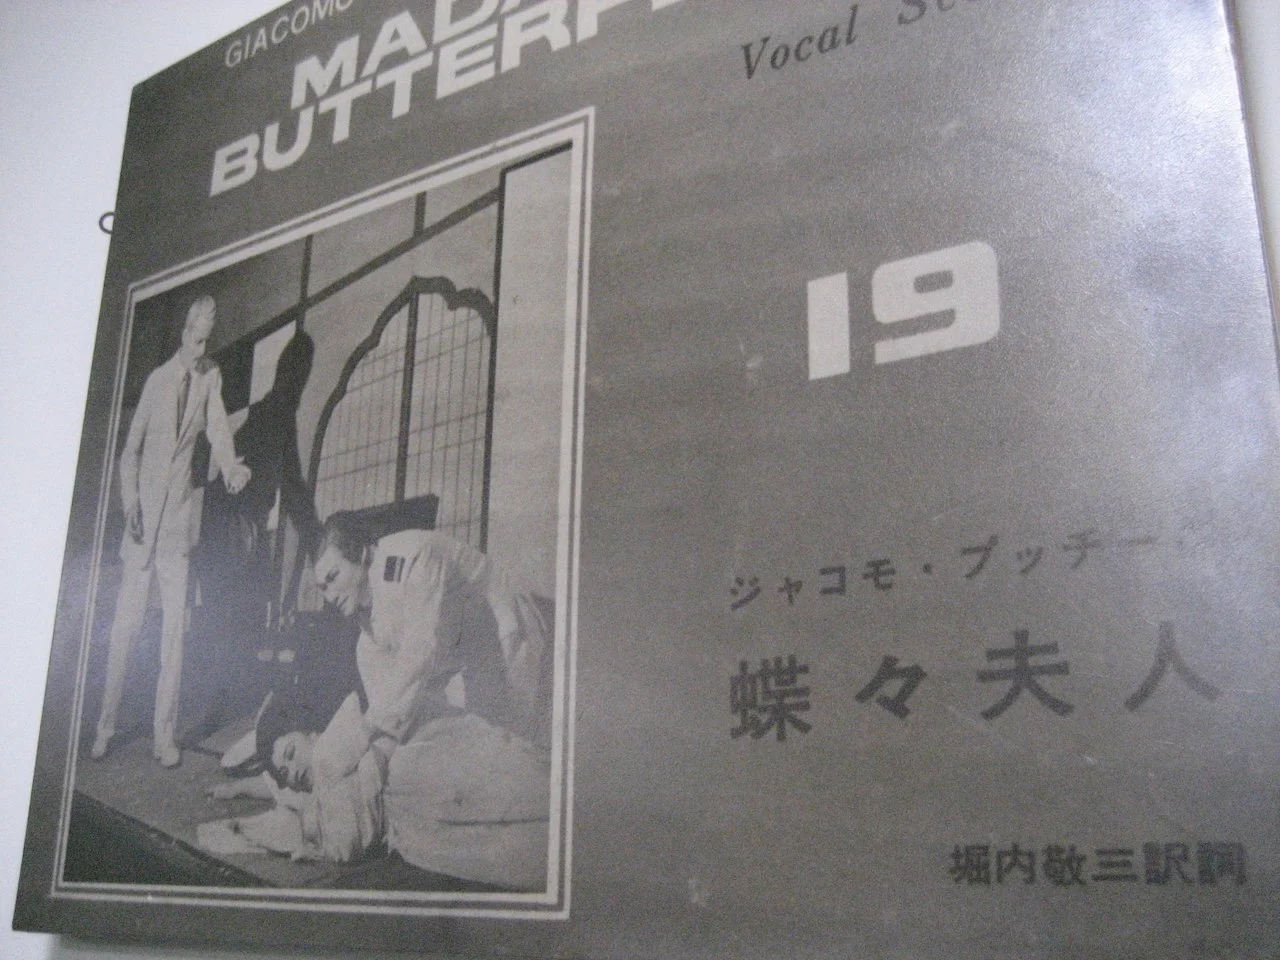 GIACOMO
MADA
BUTTERF
Vocal Sc
19
ジャコモ・プッチー
蝶々夫人
堀内敬三訳詞